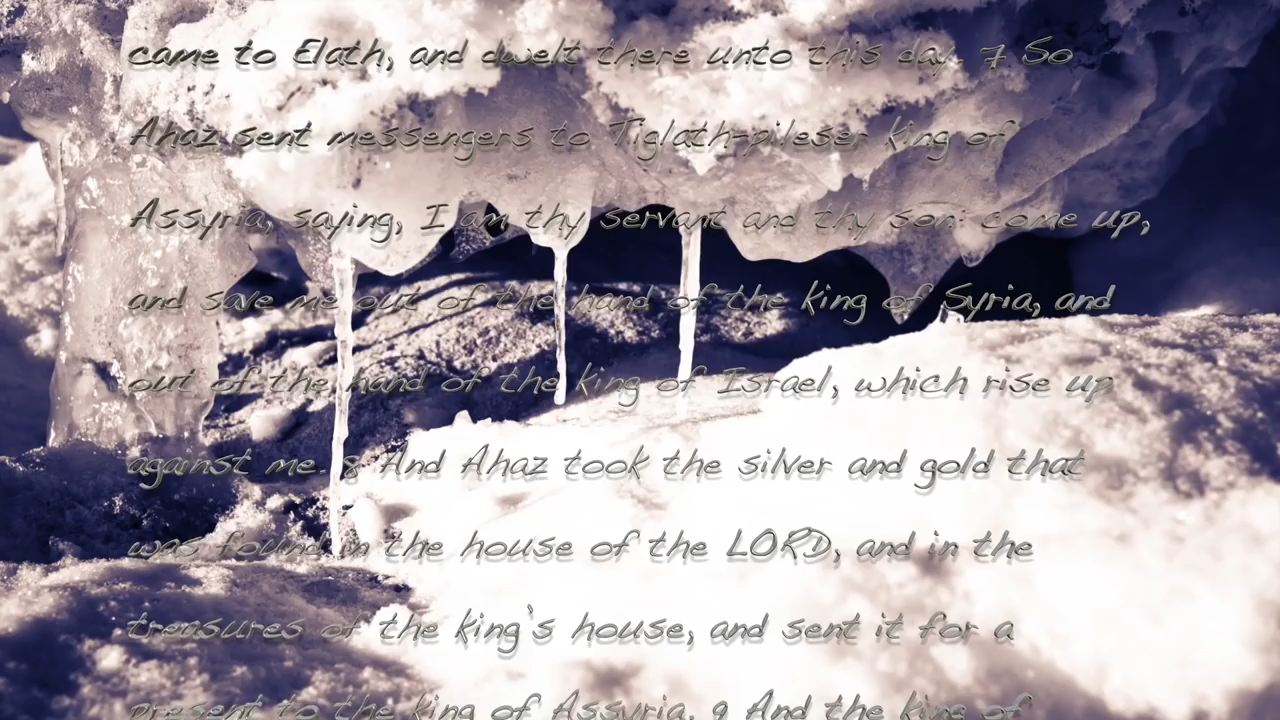 came to Elath, and dwelt there unto this day. 7 So
Ahaz sent messengers to Tiglath-pileser king of
Assyria, saying, I am thy servant and thy son: come up,
and save me out of the hand of the king of Syria, and
out of the hand of the king of Israel, which rise up
against me. 8 And Ahaz took the silver and gold that
was found in the house of the LORD, and in the
treasures of the king's house, and sent it for a
present to the king of Assyria. 9 And the king of